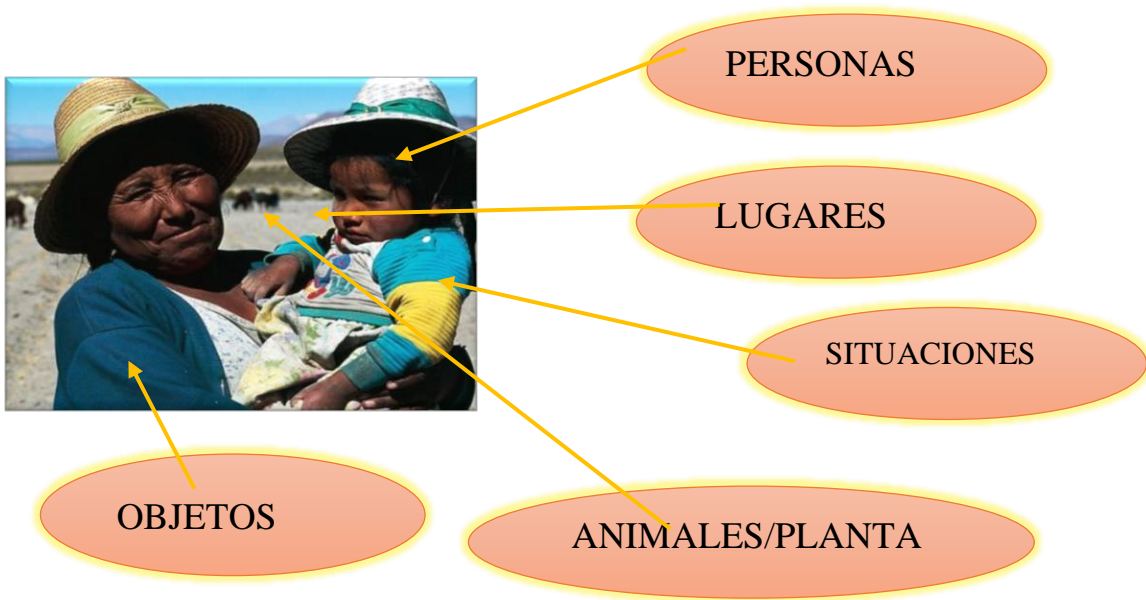 PERSONAS
LUGARES
SITUACIONES
OBJETOS
ANIMALES/PLANTA